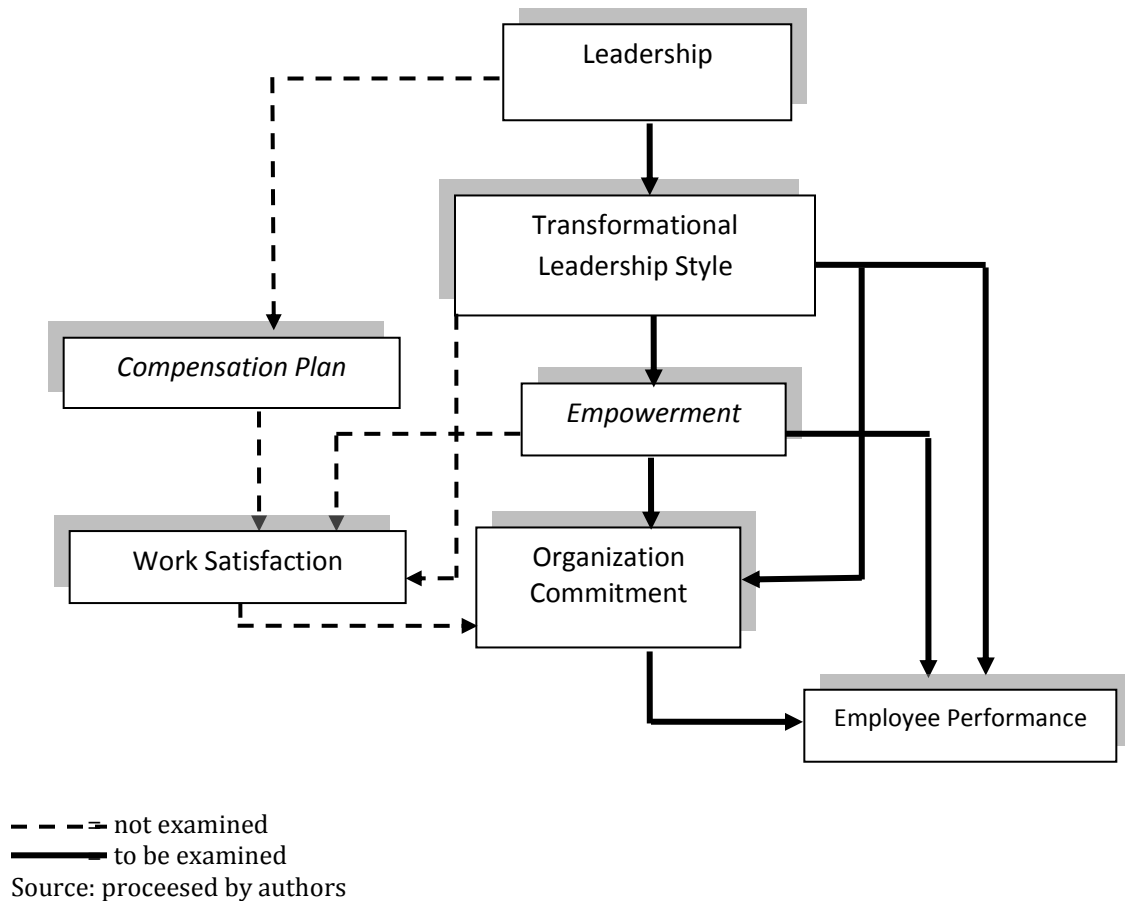 Leadership
Transformational
Leadership Style
Compensation Plan
Empowerment
Work Satisfaction
Organization
Commitment
Employee Performance
= not examined
= to be examined
Source: proceesed by authors